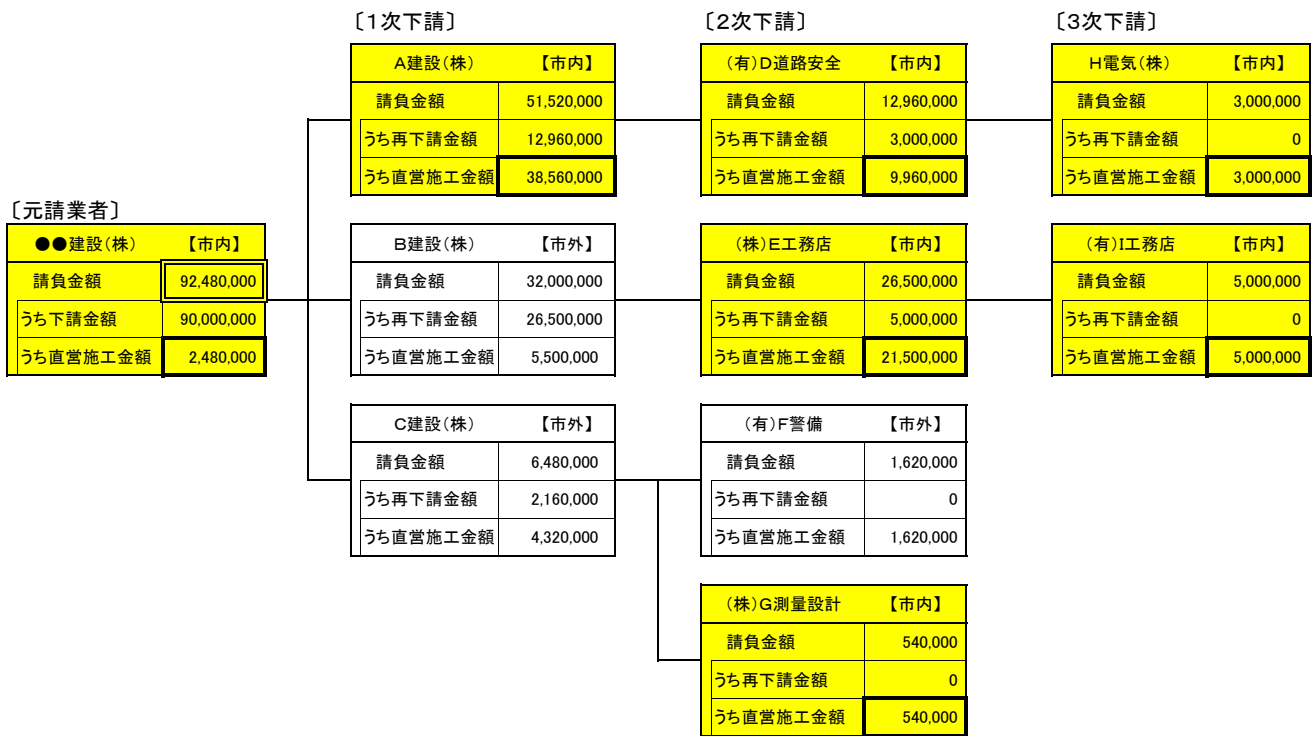 〔1次下請〕
〔2次下請〕
〔3次下請〕
A建設(株) 【市内】
請負金額 51,520,000
うち再下請金額 12,960,000
うち直営施工金額 38,560,000
(有)D道路安全 【市内】
請負金額 12,960,000
うち再下請金額 3,000,000
うち直営施工金額 9,960,000
H電気(株) 【市内】
請負金額 3,000,000
うち再下請金額 0
うち直営施工金額 3,000,000
〔元請業者〕
●●建設(株) 【市内】
請負金額 92,480,000
うち下請金額 90,000,000
うち直営施工金額 2,480,000
B建設(株) 【市外】
請負金額 32,000,000
うち再下請金額 26,500,000
うち直営施工金額 5,500,000
(株)E工務店 【市内】
請負金額 26,500,000
うち再下請金額 5,000,000
うち直営施工金額 21,500,000
(有)I工務店 【市内】
請負金額 5,000,000
うち再下請金額 0
うち直営施工金額 5,000,000
C建設(株) 【市外】
請負金額 6,480,000
うち再下請金額 2,160,000
うち直営施工金額 4,320,000
(有)F警備 【市外】
請負金額 1,620,000
うち再下請金額 0
うち直営施工金額 1,620,000
(株)G測量設計 【市内】
請負金額 540,000
うち再下請金額 0
うち直営施工金額 540,000